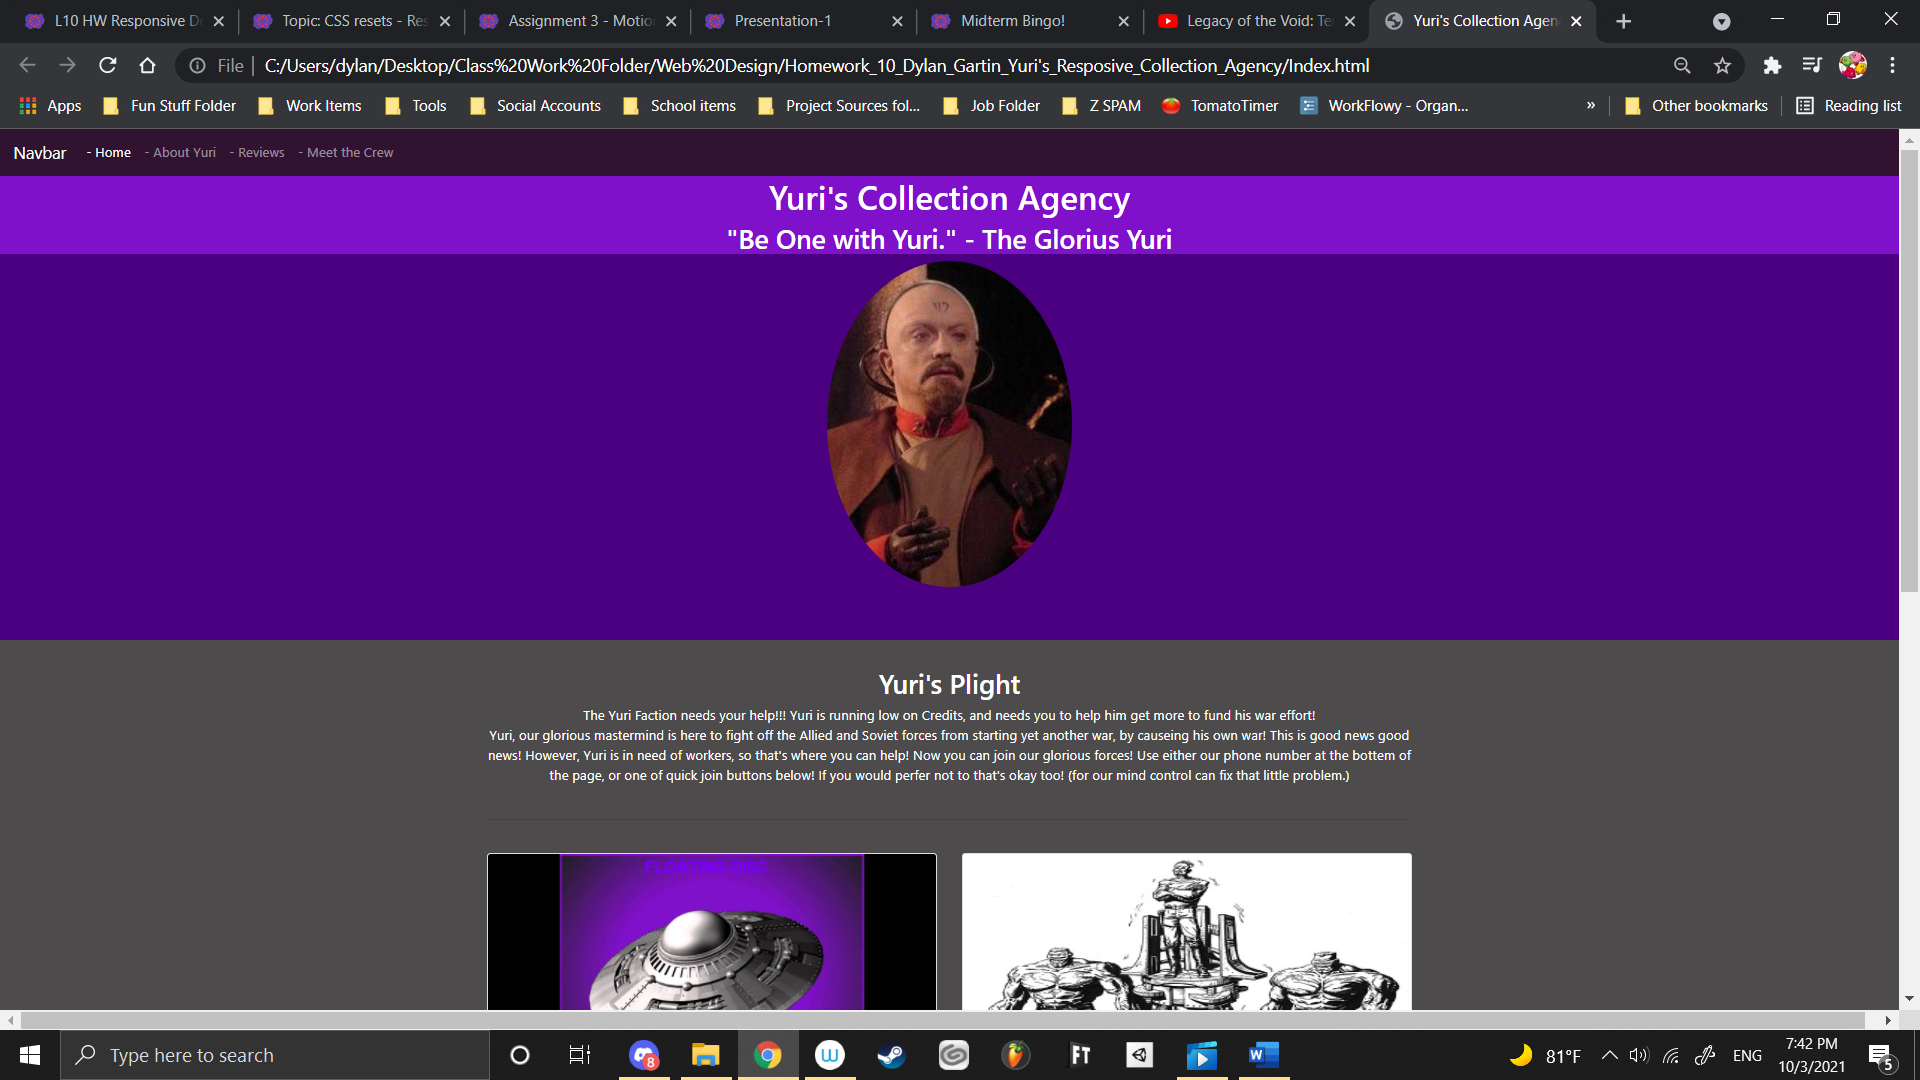 L10 HW Responsive D
Topic: CSS resets - Res
Assignment 3 - Motio
Presentation-1
Midterm Bingo!
Legacy of the Void: Te
Yuri's Collection Agen
File
C:/Users/dylan/Desktop/Class%20Work%20Folder/Web%20Design/Homework_10_Dylan_Gartin_Yuri's_Resposive_Collection_Agency/Index.html
Apps
Fun Stuff Folder
Work Items
Tools
Social Accounts
School items
Project Sources fol...
Job Folder
Z SPAM
TomatoTimer
WorkFlowy - Organ...
»
Other bookmarks
Reading list
Navbar
- Home
- About Yuri
- Reviews
- Meet the Crew
Yuri's Collection Agency
"Be One with Yuri." - The Glorius Yuri
Yuri's Plight
The Yuri Faction needs your help!!! Yuri is running low on Credits, and needs you to help him get more to fund his war effort!
Yuri, our glorious mastermind is here to fight off the Allied and Soviet forces from starting yet another war, by causeing his own war! This is good news good
news! However, Yuri is in need of workers, so that's where you can help! Now you can join our glorious forces! Use either our phone number at the bottem of
the page, or one of quick join buttons below! If you would perfer not to that's okay too! (for our mind control can fix that little problem.)
FLOATING DISC
Type here to search
8
FT
81°F
ENG
7:42 PM
10/3/2021
5